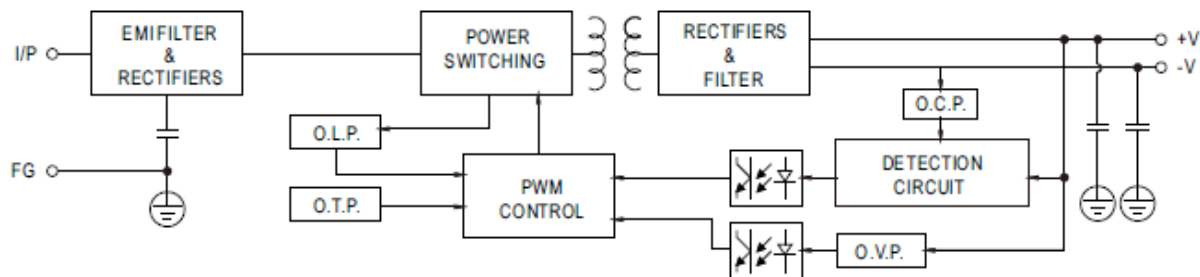 I/P
EMIFILTER
&
RECTIFIERS
POWER
SWITCHING
RECTIFIERS
&
FILTER
+V
-V
O.C.P.
O.L.P.
FG
O.T.P.
PWM
CONTROL
DETECTION
CIRCUIT
O.V.P.